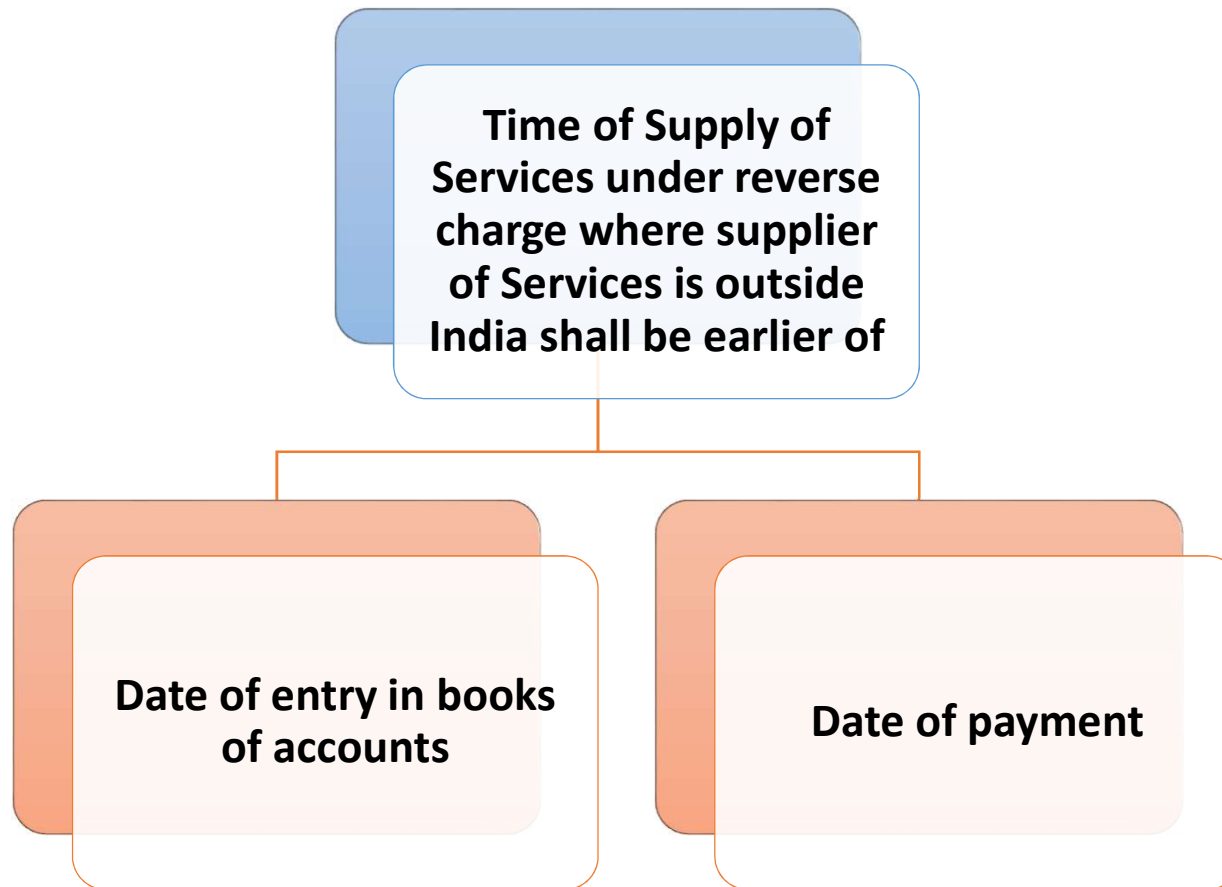 Time of Supply of
Services under reverse
charge where supplier
of Services is outside
India shall be earlier of
Date of entry in books
of accounts
Date of payment